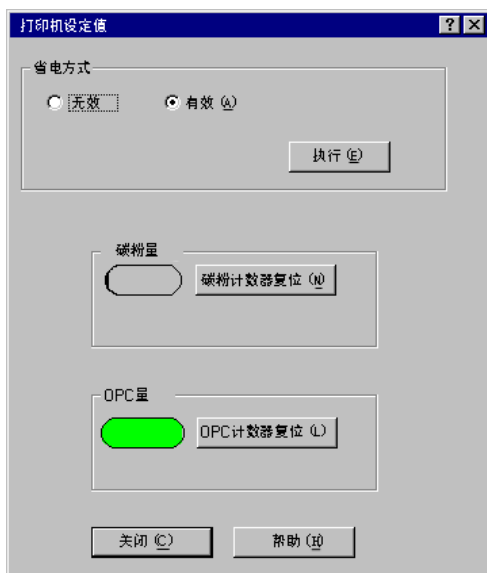 打印机设定值
省电方式
无效 有效 (A)
执行 (E)
碳粉量
碳粉计数器复位 (N)
OPC量
OPC计数器复位 (L)
关闭 (C) 帮助 (H)